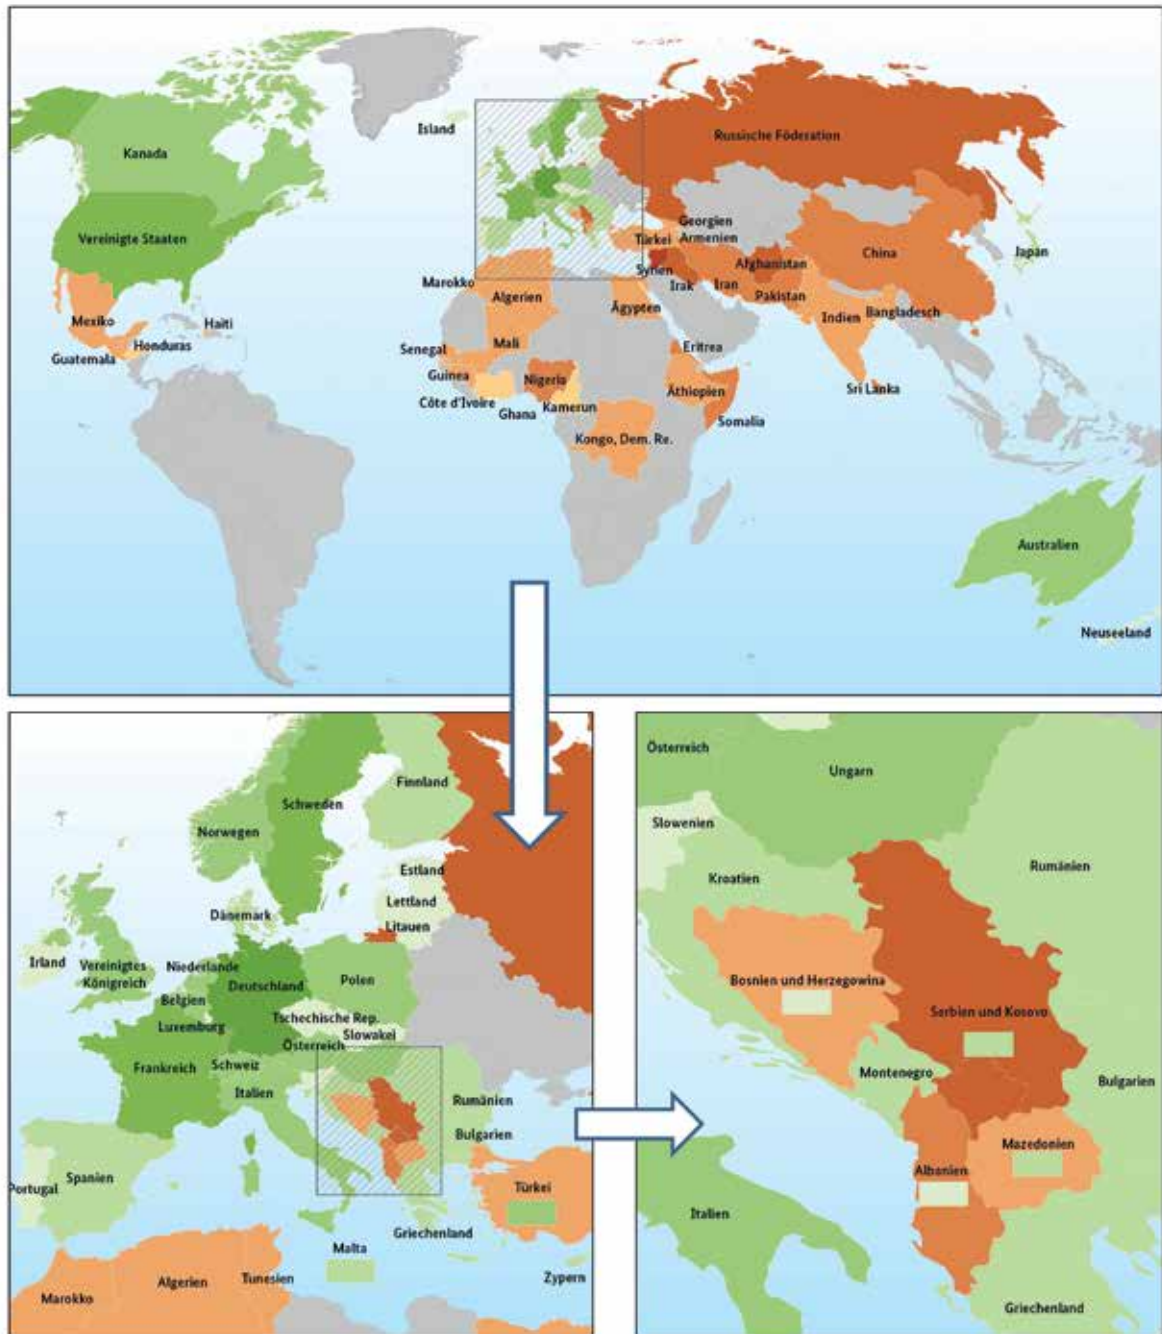 Island
Kanada
Russische Föderation
Vereinigte Staaten
Georgien
Türkei
Armenien
Japan
China
Syrien
Afghanistan
Irak
Iran
Marokko
Algerien
Ägypten
Pakistan
Indien
Bangladesch
Mexiko
Haiti
Honduras
Guatemala
Senegal
Mali
Eritrea
Guinea
Nigeria
Äthiopien
Sri Lanka
Côte d'Ivoire
Ghana
Kamerun
Somalia
Kongo, Dem. Re.
Australien
Neuseeland
Finnland
Schweden
Norwegen
Estland
Lettland
Dänemark
Litauen
Irland
Vereinigtes
Königreich
Niederlande
Deutschland
Polen
Belgien
Tschechische Rep.
Luxemburg
Slowakei
Österreich
Frankreich
Schweiz
Italien
Rumänien
Bulgarien
Portugal
Spanien
Türkei
Griechenland
Malta
Zypern
Marokko
Algerien
Tunesien
Österreich
Ungarn
Slowenien
Kroatien
Rumänien
Bosnien und Herzegowina
Serbien und Kosovo
Montenegro
Bulgarien
Mazedonien
Albanien
Italien
Griechenland